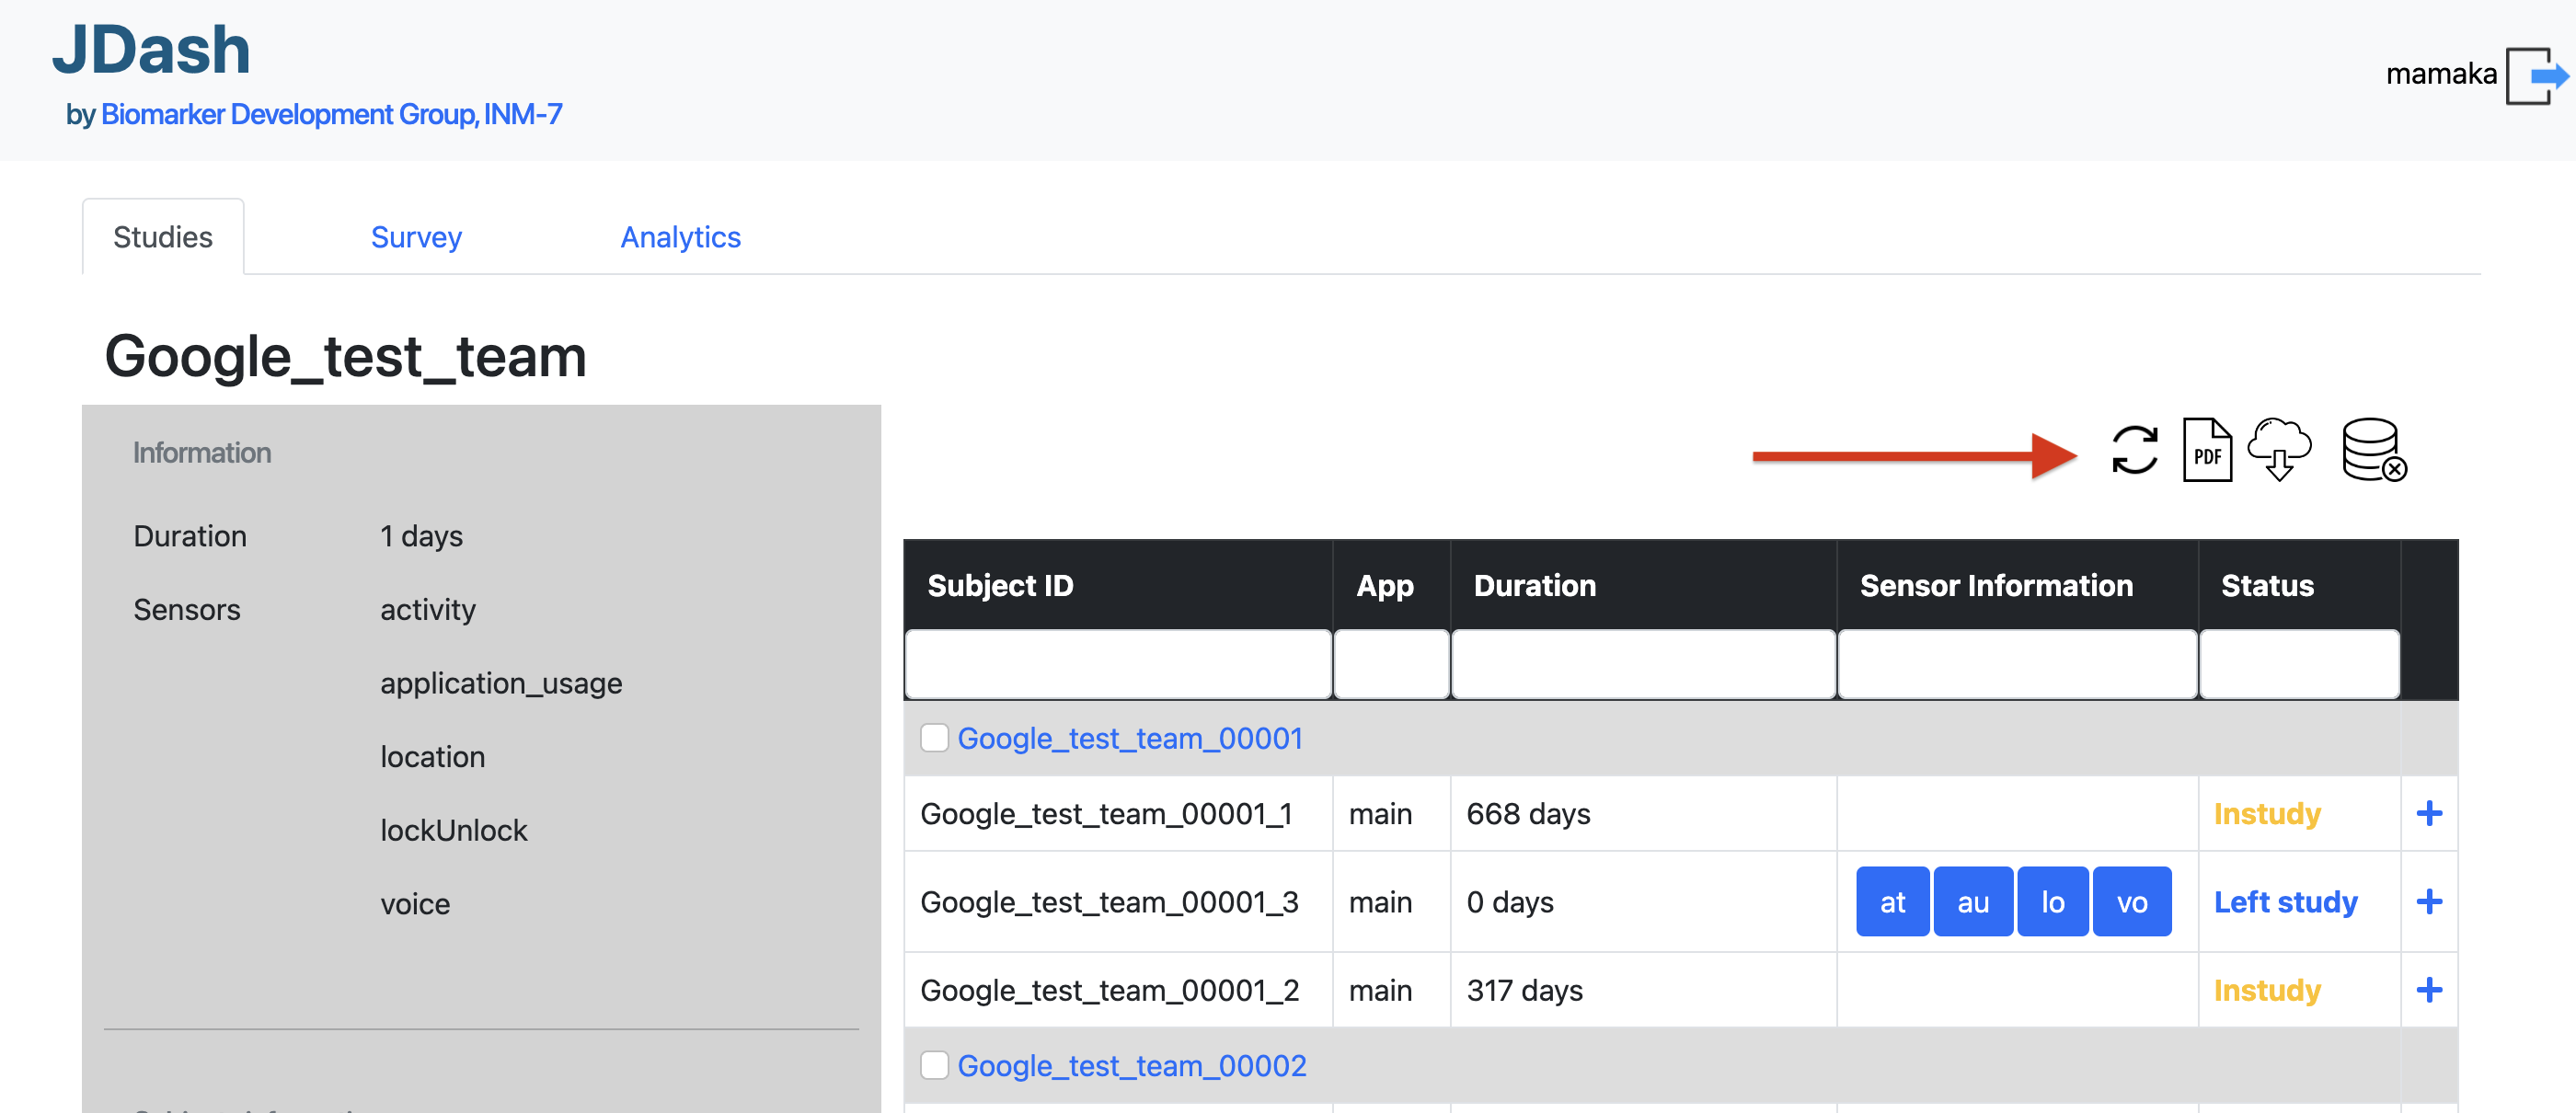 JDash
by Biomarker Development Group, INM-7
mamaka
Studies
Survey
Analytics
Google_test_team
Information
Duration
1 days
Sensors
activity
application_usage
location
lockUnlock
voice
PDF
Subject ID
App
Duration
Sensor Information
Status
Google_test_team_00001
Google_test_team_00001_1
main
668 days
Instudy
+
Google_test_team_00001_3
main
0 days
at
au
lo
vo
Left study
+
Google_test_team_00001_2
main
317 days
Instudy
+
Google_test_team_00002